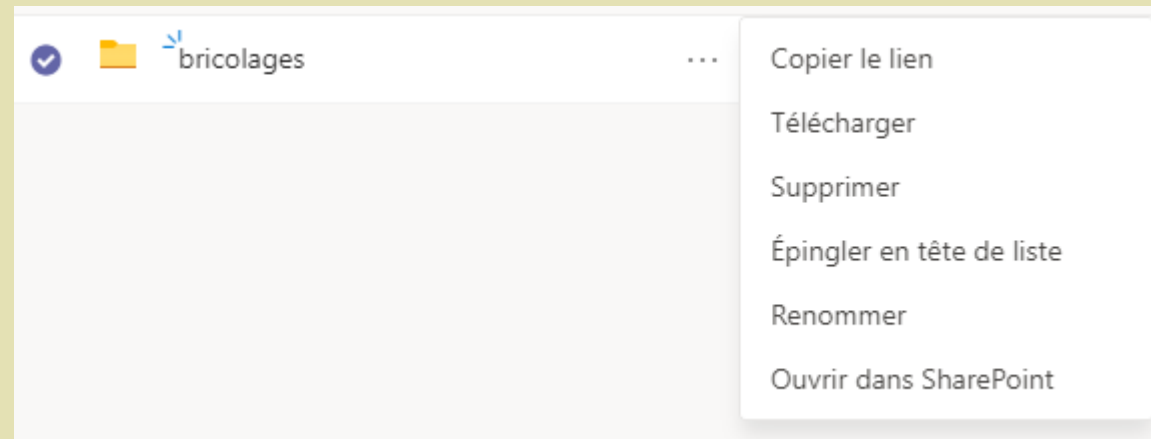 bricolages
...
Copier le lien
Télécharger
Supprimer
Épingler en tête de liste
Renommer
Ouvrir dans SharePoint